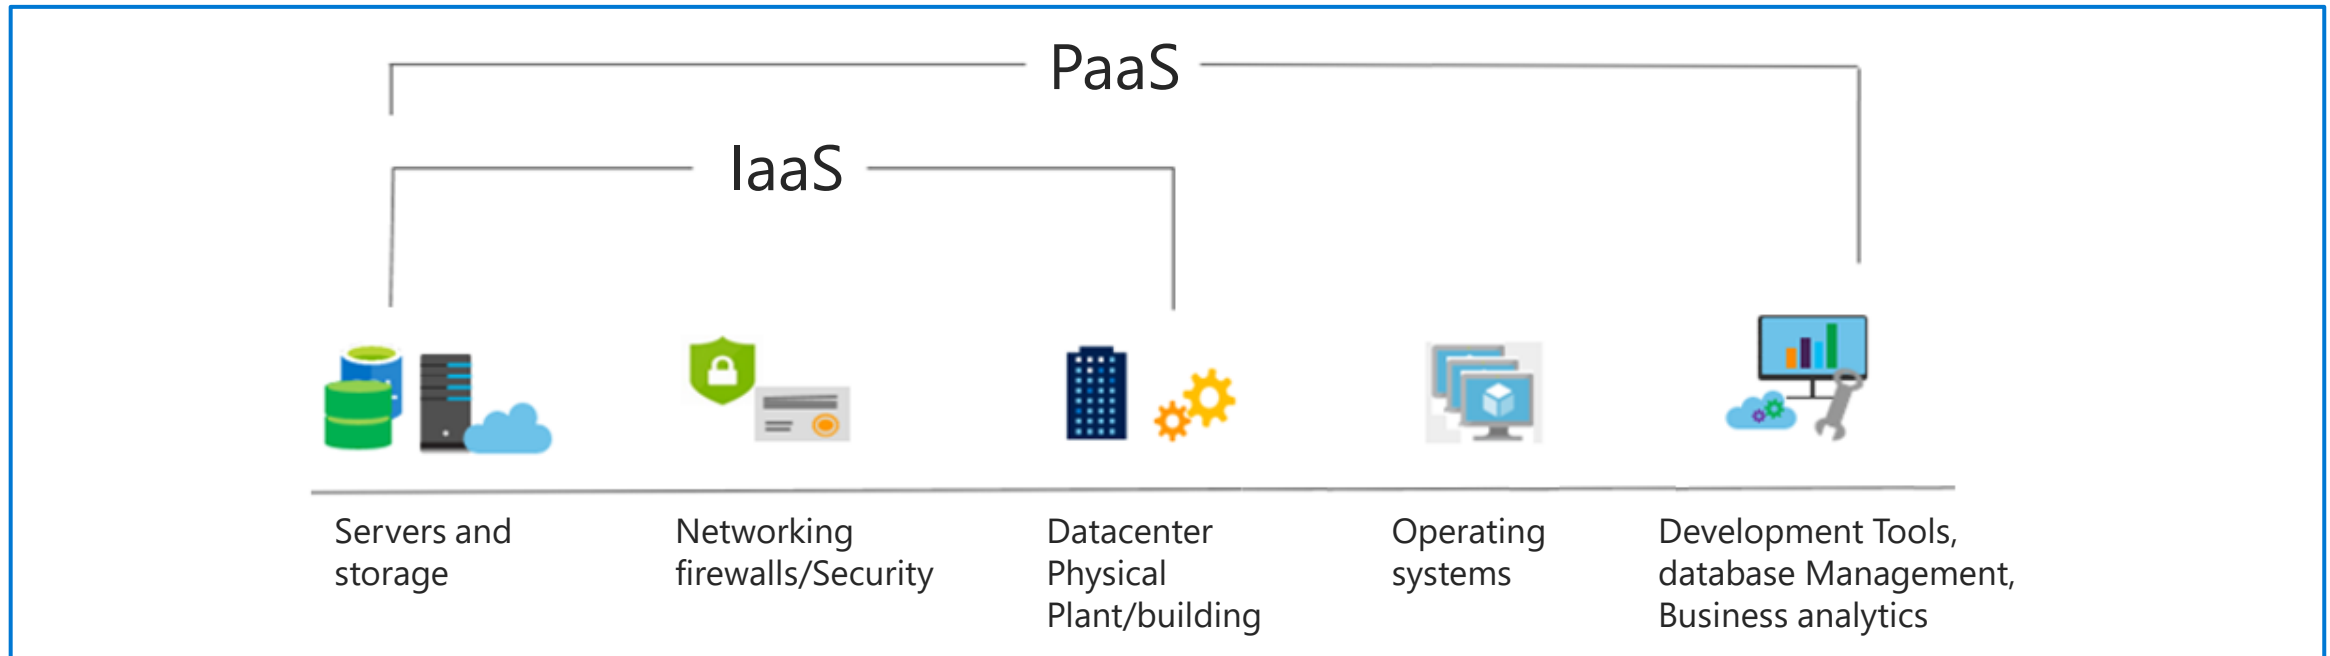 PaaS
IaaS
Servers and
storage
Networking
firewalls/Security
Datacenter
Physical
Plant/building
Operating
systems
Development Tools,
database Management,
Business analytics